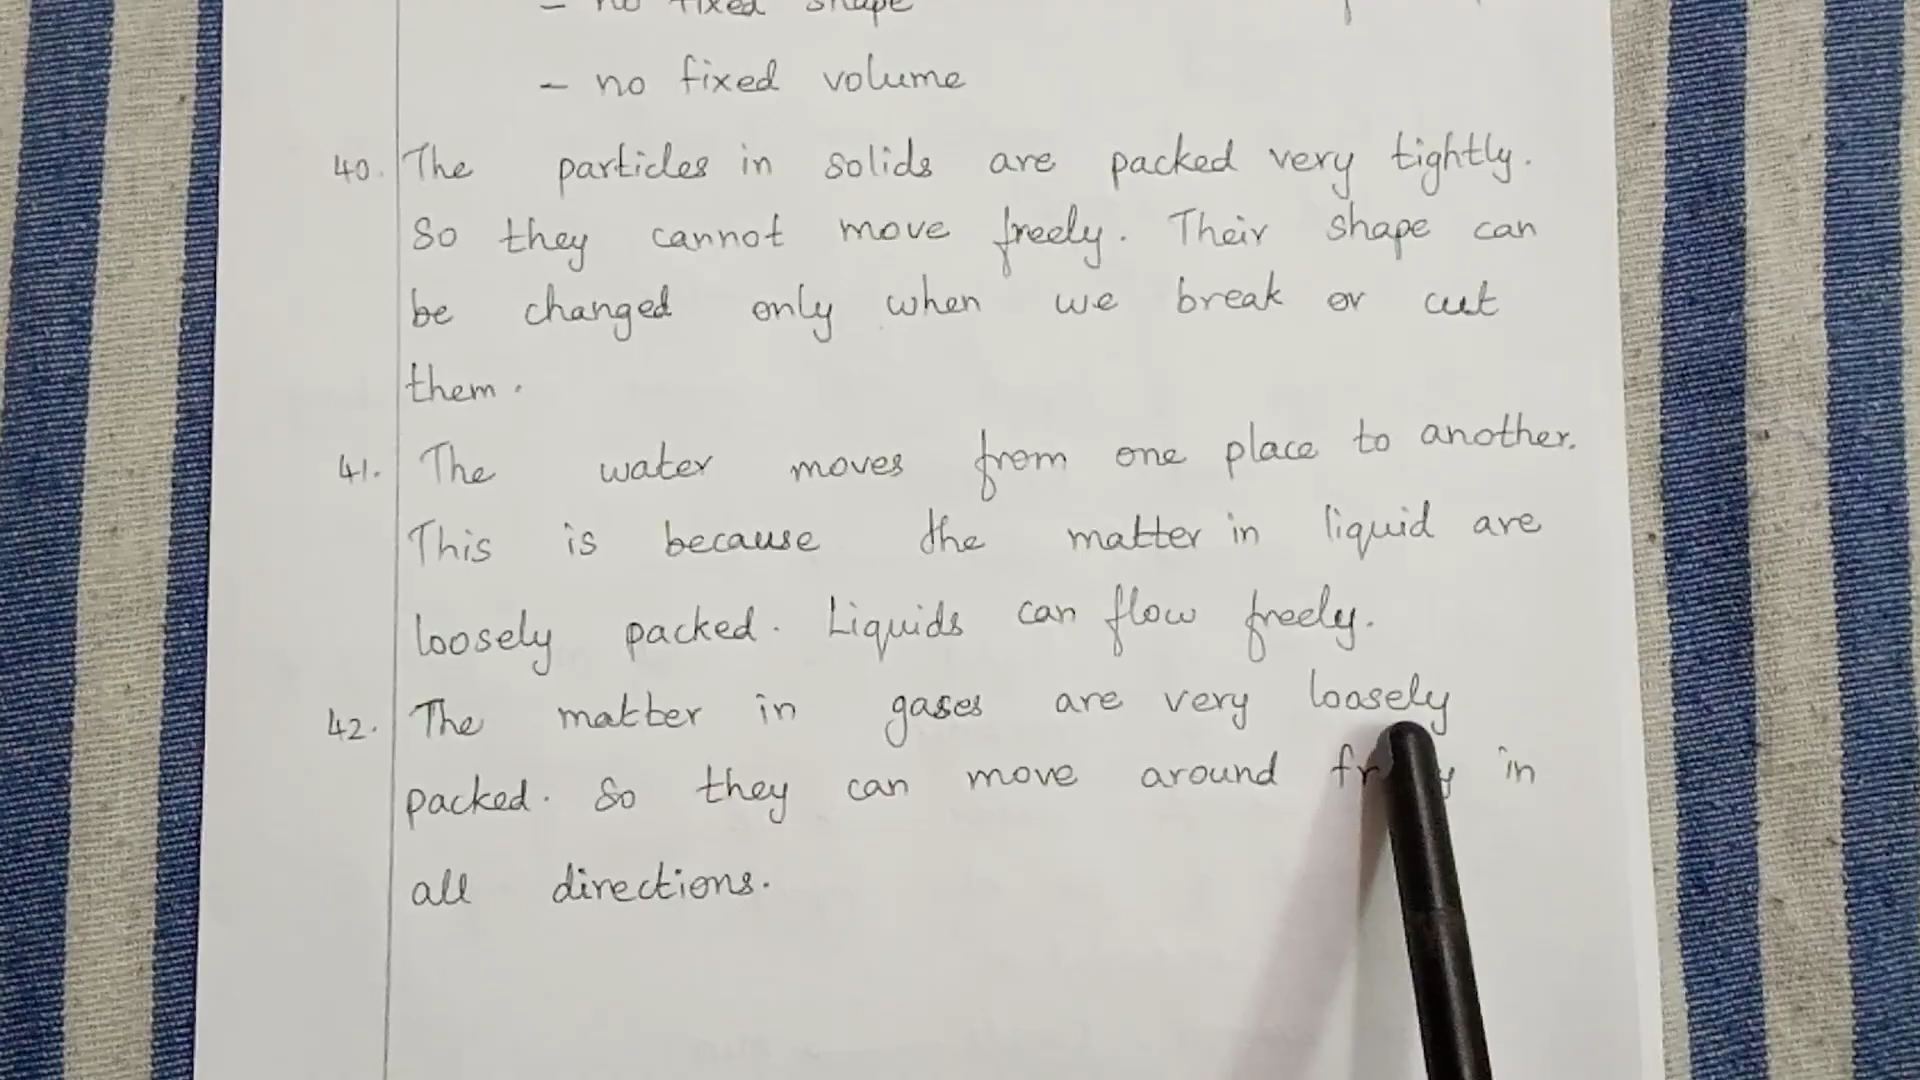 - no fixed shape
- no fixed volume
40. The particles in solids are packed very tightly.
So they cannot move freely. Their shape can
be changed only when we break or cut
them.
41. The water moves from one place to another.
This is because the matter in liquid are
loosely packed. Liquids can flow freely.
42. The matter in gases are very loosely
packed. So they can move around in
all directions.